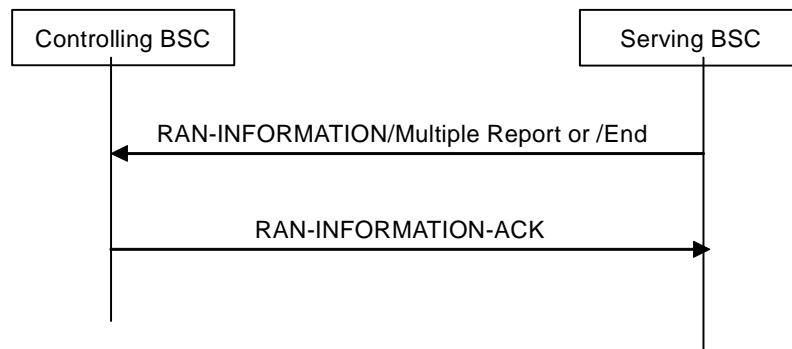 Controlling BSC
Serving BSC
RAN-INFORMATION/Multiple Report or /End
RAN-INFORMATION-ACK